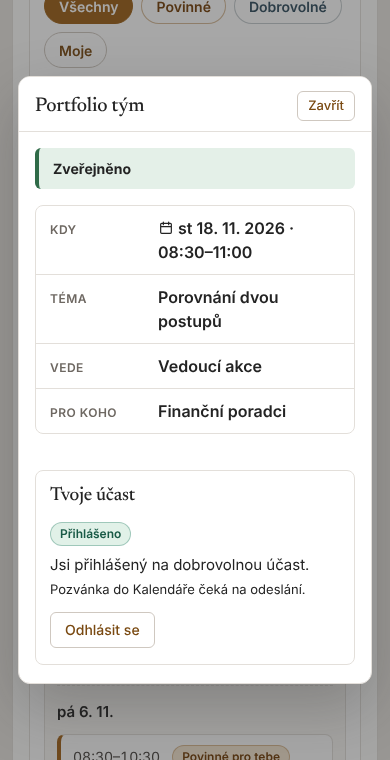 Všechny
Povinné
Dobrovolné
Moje
Portfolio tým
Zavřít
Zveřejněno
KDY
st 18. 11. 2026 ·
08:30–11:00
TÉMA
Porovnání dvou
postupů
VEDE
Vedoucí akce
PRO KOHO
Finanční poradci
Tvoje účast
Přihlášeno
Jsi přihlášený na dobrovolnou účast.
Pozvánka do Kalendáře čeká na odeslání.
Odhlásit se
pá 6. 11.
08:30–10:30
Povinné pro tebe